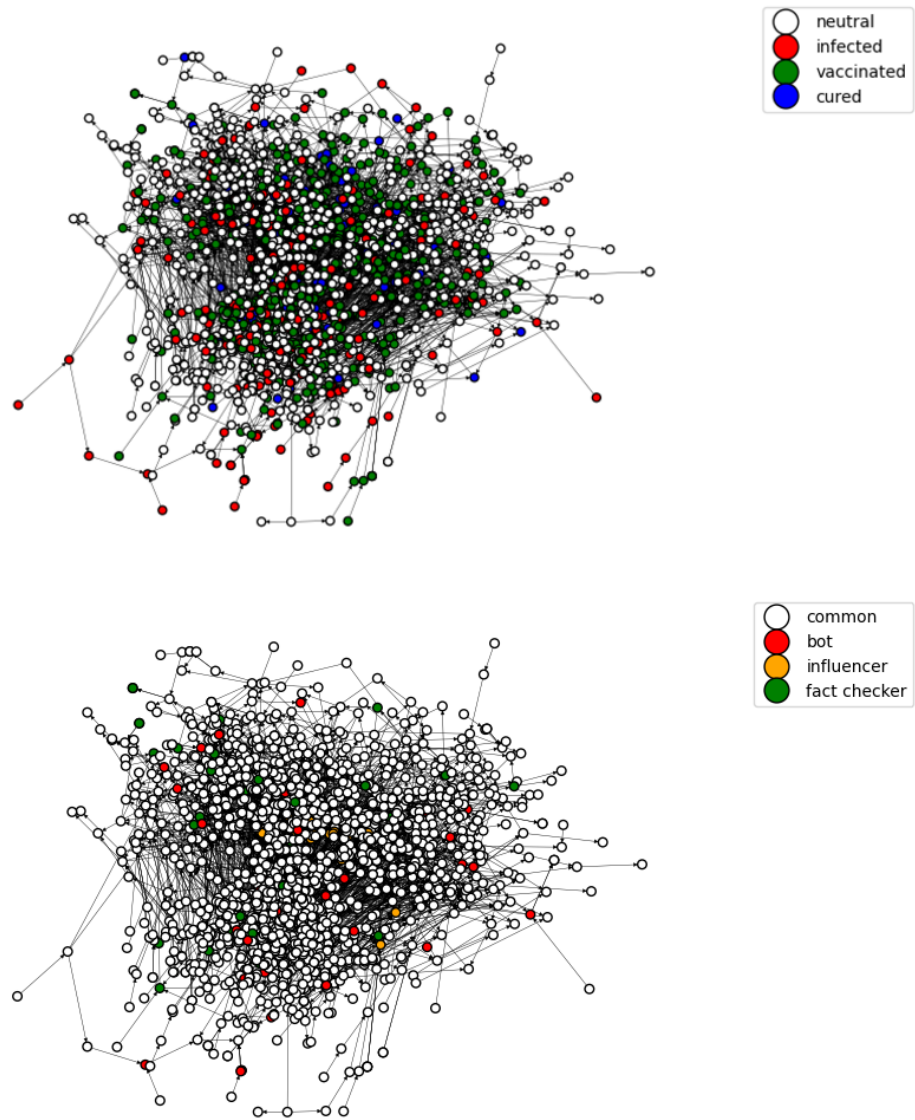 neutral
infected
vaccinated
cured
common
bot
influencer
fact checker